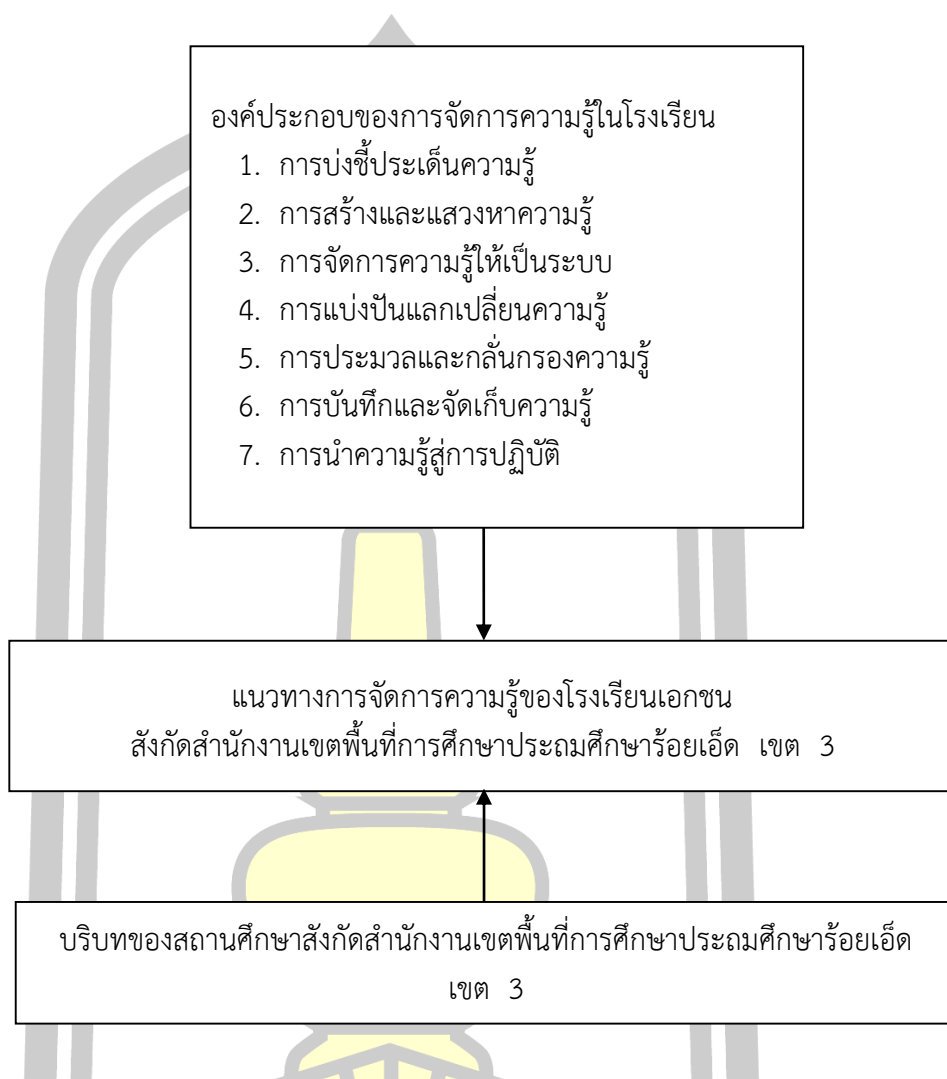 องค์ประกอบของการจัดการความรู้ในโรงเรียน
1. การบ่งชี้ประเด็นความรู้
2. การสร้างและแสวงหาความรู้
3. การจัดการความรู้ให้เป็นระบบ
4. การแบ่งปันแลกเปลี่ยนความรู้
5. การประมวลและกลั่นกรองความรู้
6. การบันทึกและจัดเก็บความรู้
7. การนำความรู้สู่การปฏิบัติ
แนวทางการจัดการความรู้ของโรงเรียนเอกชน
สังกัดสำนักงานเขตพื้นที่การศึกษาประถมศึกษาร้อยเอ็ด เขต 3
บริบทของสถานศึกษาสังกัดสำนักงานเขตพื้นที่การศึกษาประถมศึกษาร้อยเอ็ด
เขต 3